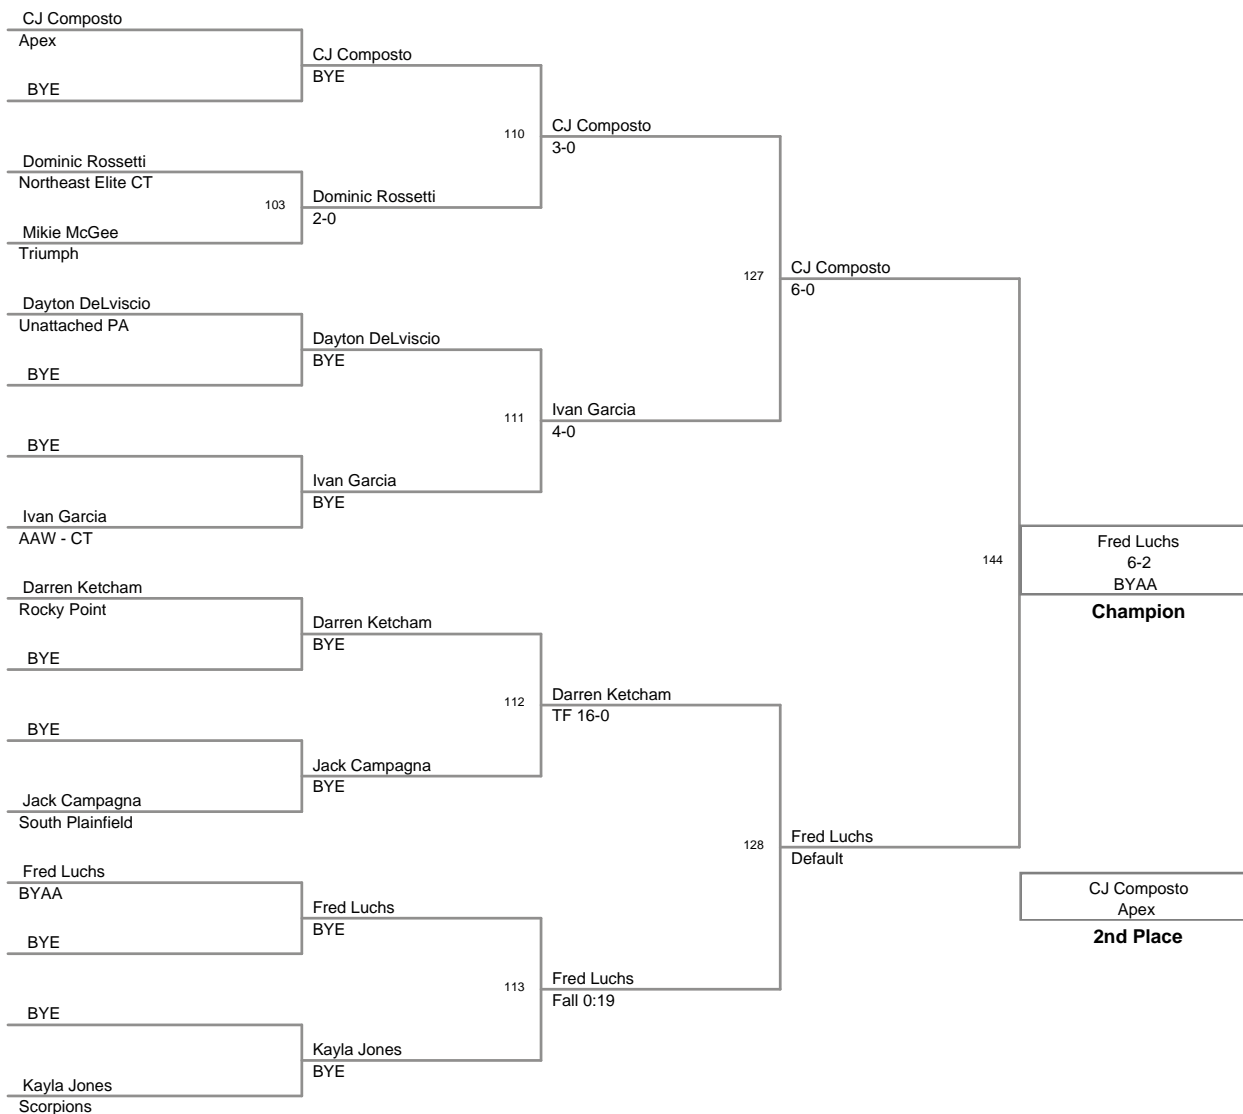 CJ Composto
Apex
BYE
Dominic Rossetti
Northeast Elite CT
Mikie McGee
Triumph
Dayton DeLviscio
Unattached PA
BYE
BYE
Ivan Garcia
AAW - CT
Darren Ketcham
Rocky Point
BYE
BYE
Jack Campagna
South Plainfield
Fred Luchs
BYAA
BYE
BYE
Kayla Jones
Scorpions
CJ Composto
BYE
103
Dominic Rossetti
2-0
Dayton DeLviscio
BYE
Ivan Garcia
BYE
Darren Ketcham
BYE
Jack Campagna
BYE
Fred Luchs
BYE
Kayla Jones
BYE
110
CJ Composto
3-0
111
Ivan Garcia
4-0
112
Darren Ketcham
TF 16-0
113
Fred Luchs
Fall 0:19
127
CJ Composto
6-0
128
Fred Luchs
Default
144
Fred Luchs
6-2
BYAA
Champion
CJ Composto
Apex
2nd Place